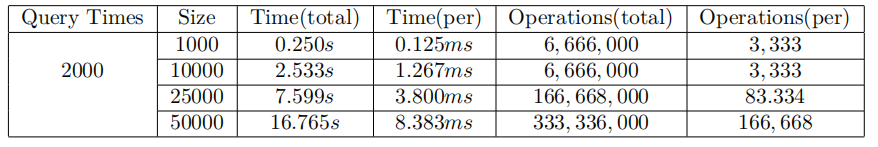 Query Times Size Time(total) Time(per) Operations(total) Operations(per)
1000 0.250s 0.125ms 6,666,000 3,333
2000 10000 2.533s 1.267ms 6,666,000 3,333
25000 7.599s 3.800ms 166,668,000 83.334
50000 16.765s 8.383ms 333,336,000 166,668